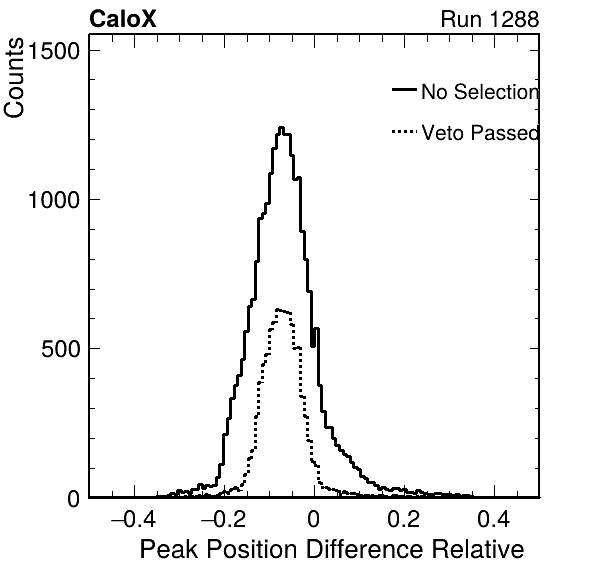 CaloX Run 1288
Counts
1500
1000
500
0
No Selection
Veto Passed
−0.4 −0.2 0 0.2 0.4
Peak Position Difference Relative